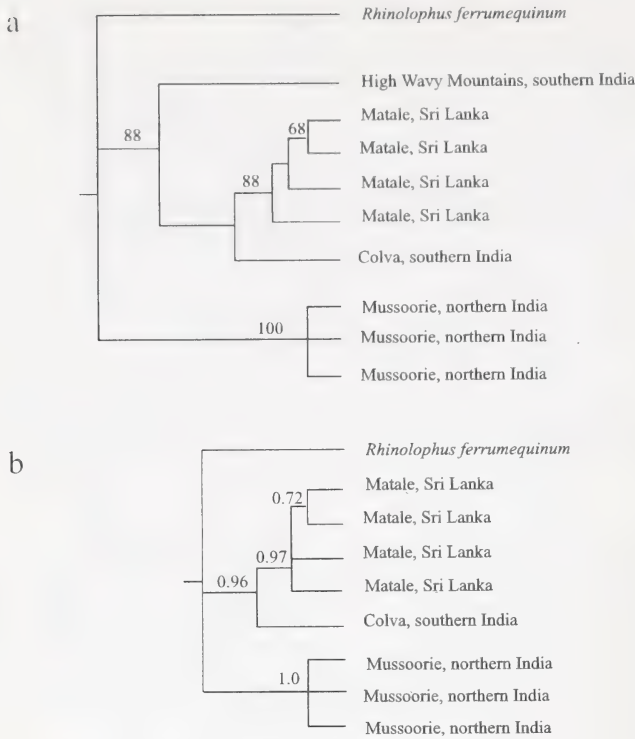 a
Rhinolophus ferrumequinum
High Wavy Mountains, southern India
88
68
Matale, Sri Lanka
Matale, Sri Lanka
88
Matale, Sri Lanka
Matale, Sri Lanka
Colva, southern India
100
Mussoorie, northern India
Mussoorie, northern India
Mussoorie, northern India
b
Rhinolophus ferrumequinum
0.72
Matale, Sri Lanka
Matale, Sri Lanka
0.97
Matale, Sri Lanka
0.96
Matale, Sri Lanka
Colva, southern India
1.0
Mussoorie, northern India
Mussoorie, northern India
Mussoorie, northern India